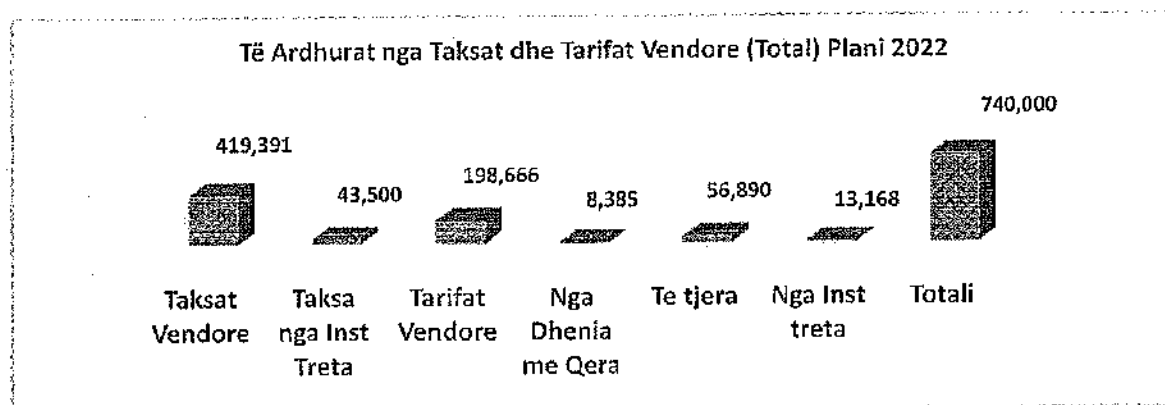 Të Ardhurat nga Taksat dhe Tarifat Vendore (Total) Plani 2022
740,000
419,391
198,666
43,500
8,385
56,890
13,168
Taksat
Vendore
Taksa
nga Inst
Treta
Tarifat
Vendore
Nga
Dhenia
me Qera
Te tjera
Nga Inst
treta
Totali